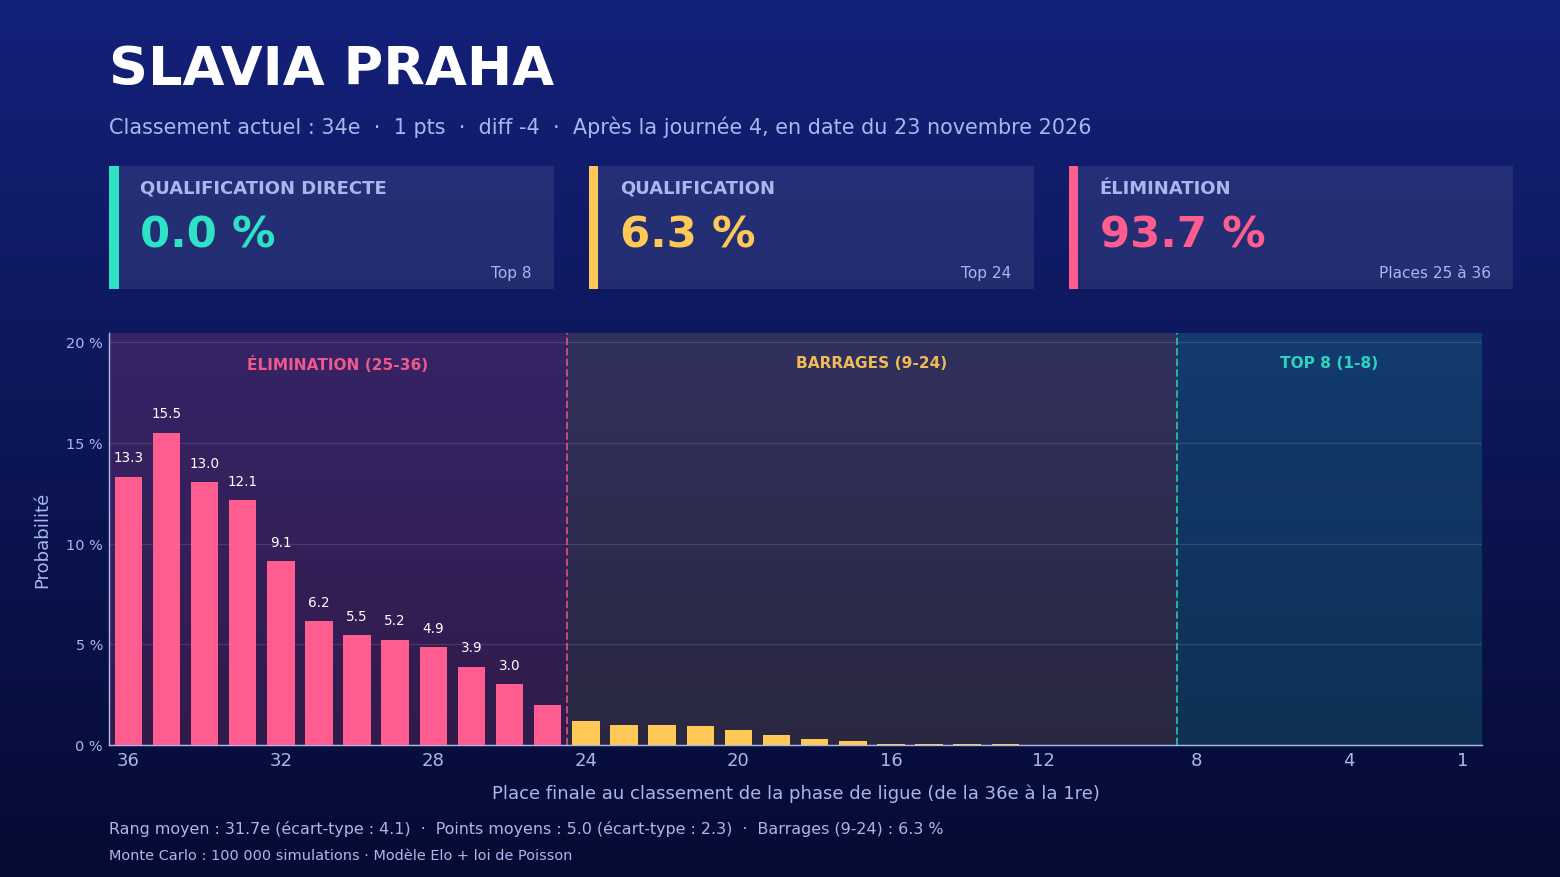 SLAVIA PRAHA
Classement actuel : 34e · 1 pts · diff -4 · Après la journée 4, en date du 23 novembre 2026
QUALIFICATION DIRECTE
0.0 %
Top 8
QUALIFICATION
6.3 %
Top 24
ÉLIMINATION
93.7 %
Places 25 à 36
ÉLIMINATION (25-36)
BARRAGES (9-24)
TOP 8 (1-8)
Probabilité
20 %
15 %
10 %
5 %
0 %
13.3
15.5
13.0
12.1
9.1
6.2
5.5
5.2
4.9
3.9
3.0
36 32 28 24 20 16 12 8 4 1
Place finale au classement de la phase de ligue (de la 36e à la 1re)
Rang moyen : 31.7e (écart-type : 4.1) · Points moyens : 5.0 (écart-type : 2.3) · Barrages (9-24) : 6.3 %
Monte Carlo : 100 000 simulations · Modèle Elo + loi de Poisson